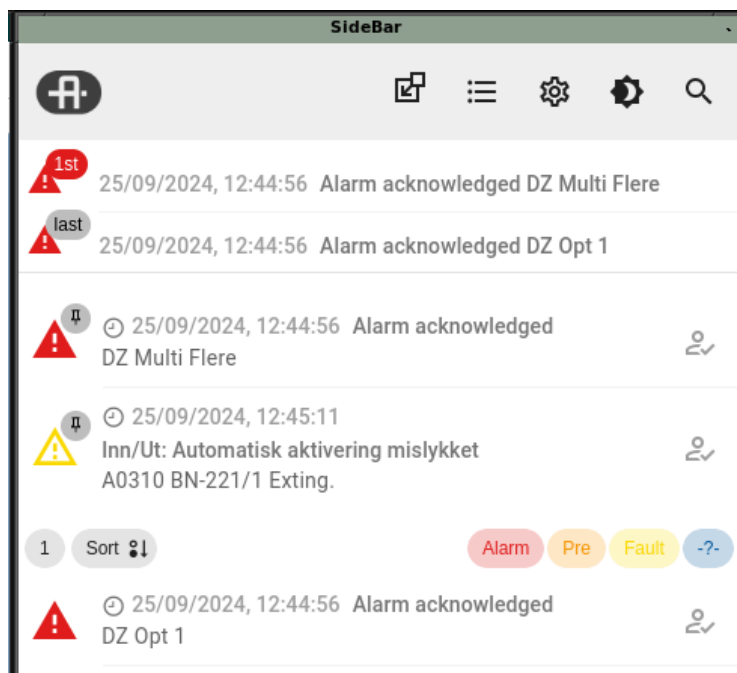 SideBar
1st
25/09/2024, 12:44:56 Alarm acknowledged DZ Multi Flere
last
25/09/2024, 12:44:56 Alarm acknowledged DZ Opt 1
25/09/2024, 12:44:56 Alarm acknowledged
DZ Multi Flere
25/09/2024, 12:45:11
Inn/Ut: Automatisk aktivering mislykket
A0310 BN-221/1 Exting.
1 Sort Alarm Pre Fault -?-
25/09/2024, 12:44:56 Alarm acknowledged
DZ Opt 1